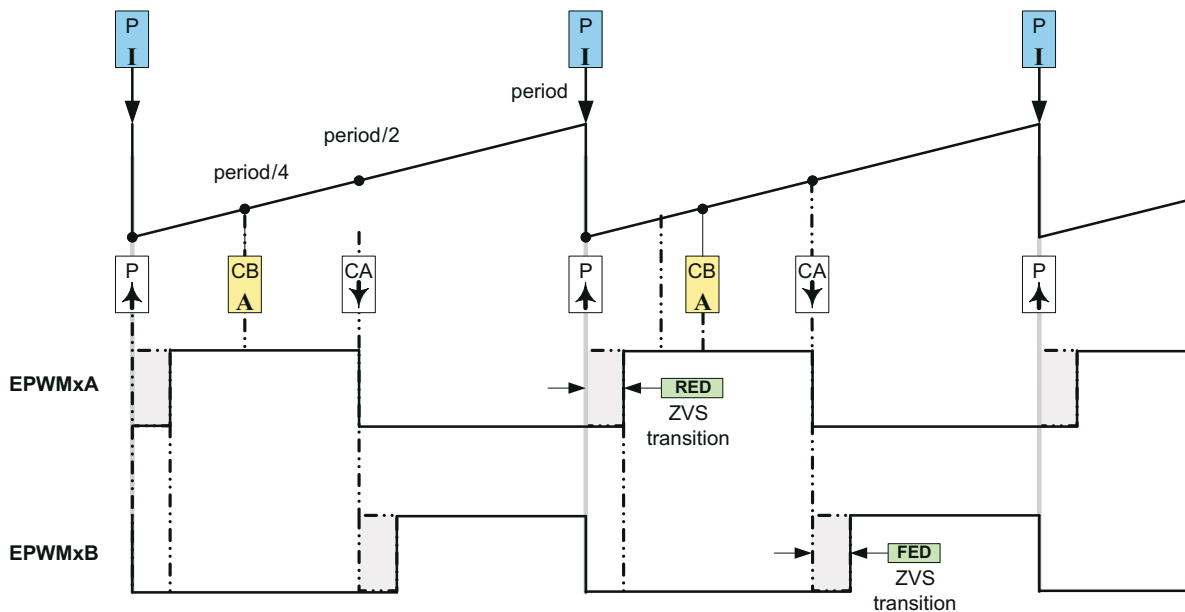 P
I
P
I
P
I
period
period/2
period/4
P
CB
A
CA
P
CB
A
CA
P
EPWMxA
RED
ZVS
transition
EPWMxB
FED
ZVS
transition